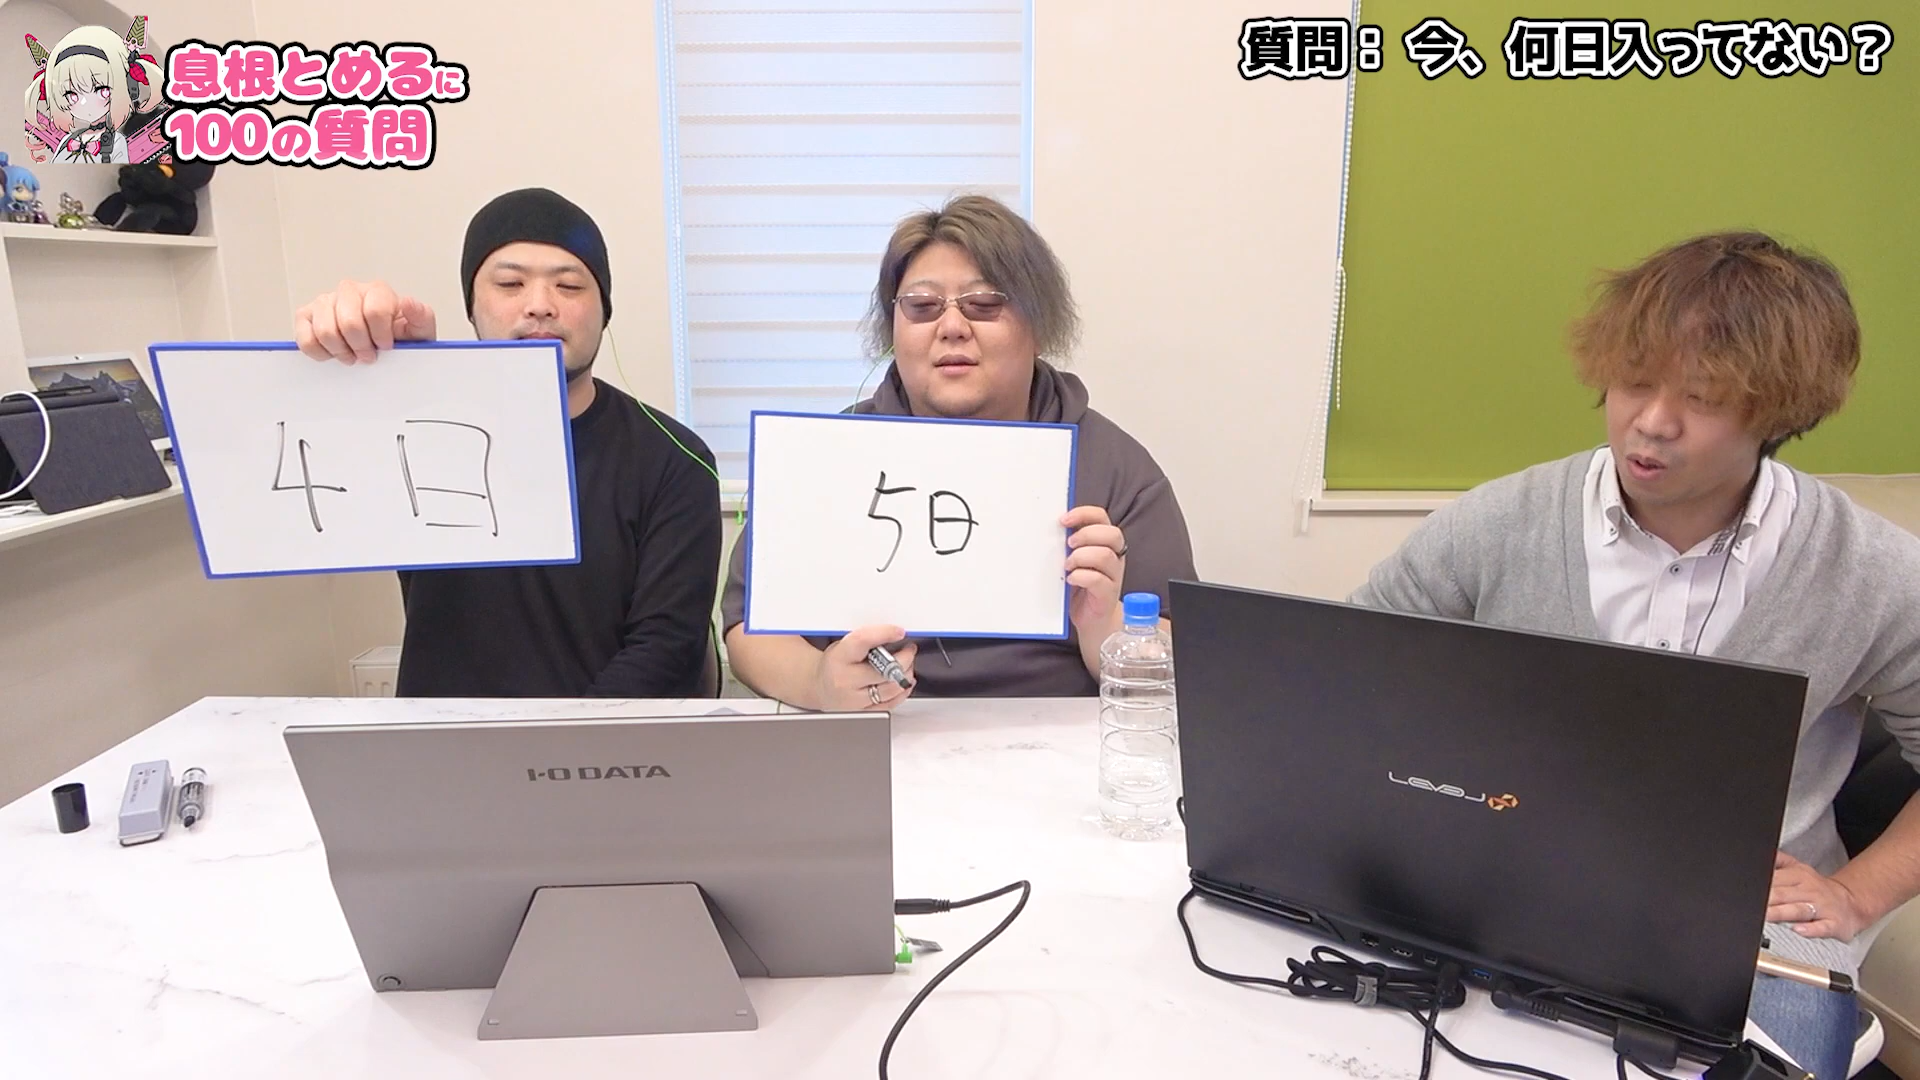 息根とめるに
100の質問
質問： 今、何日入ってない？
4日
5日
I-O DATA
LEVEL